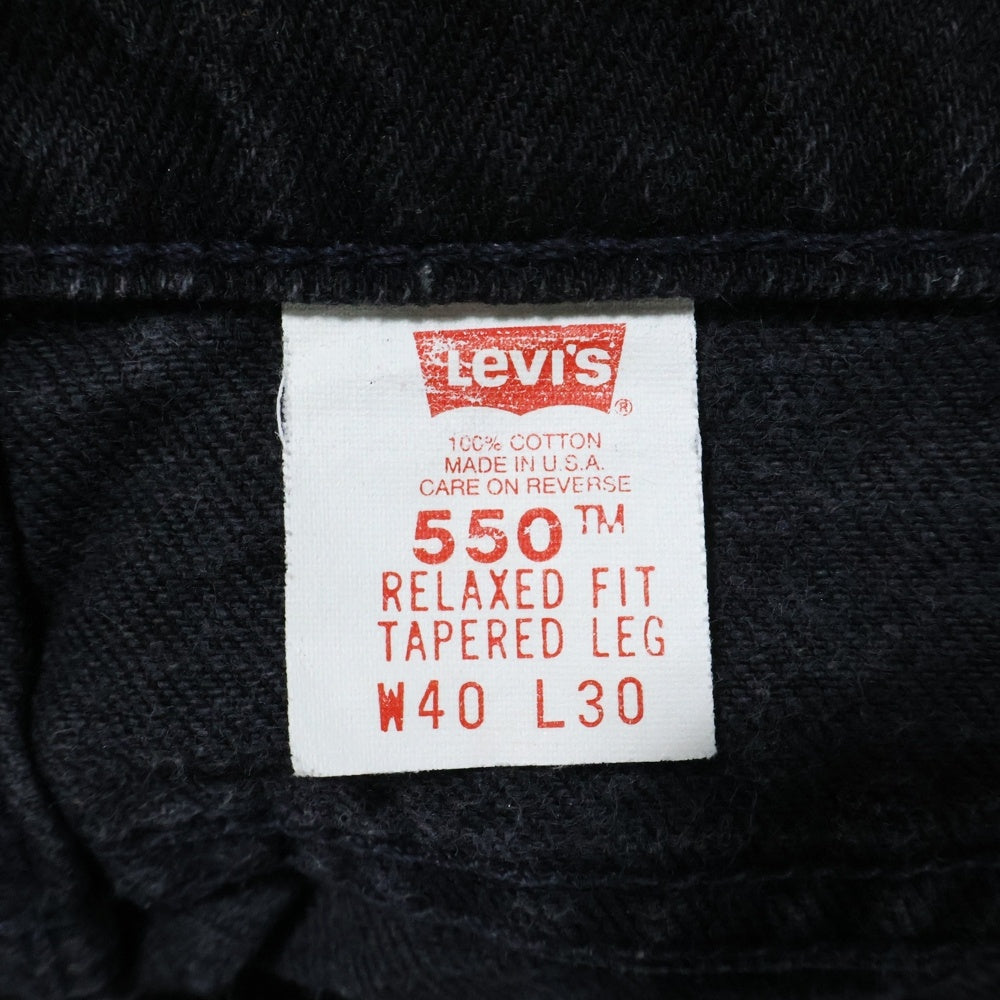 Levi's ®
100% COTTON
MADE IN U.S.A.
CARE ON REVERSE
550™
RELAXED FIT
TAPERED LEG
W40 L30